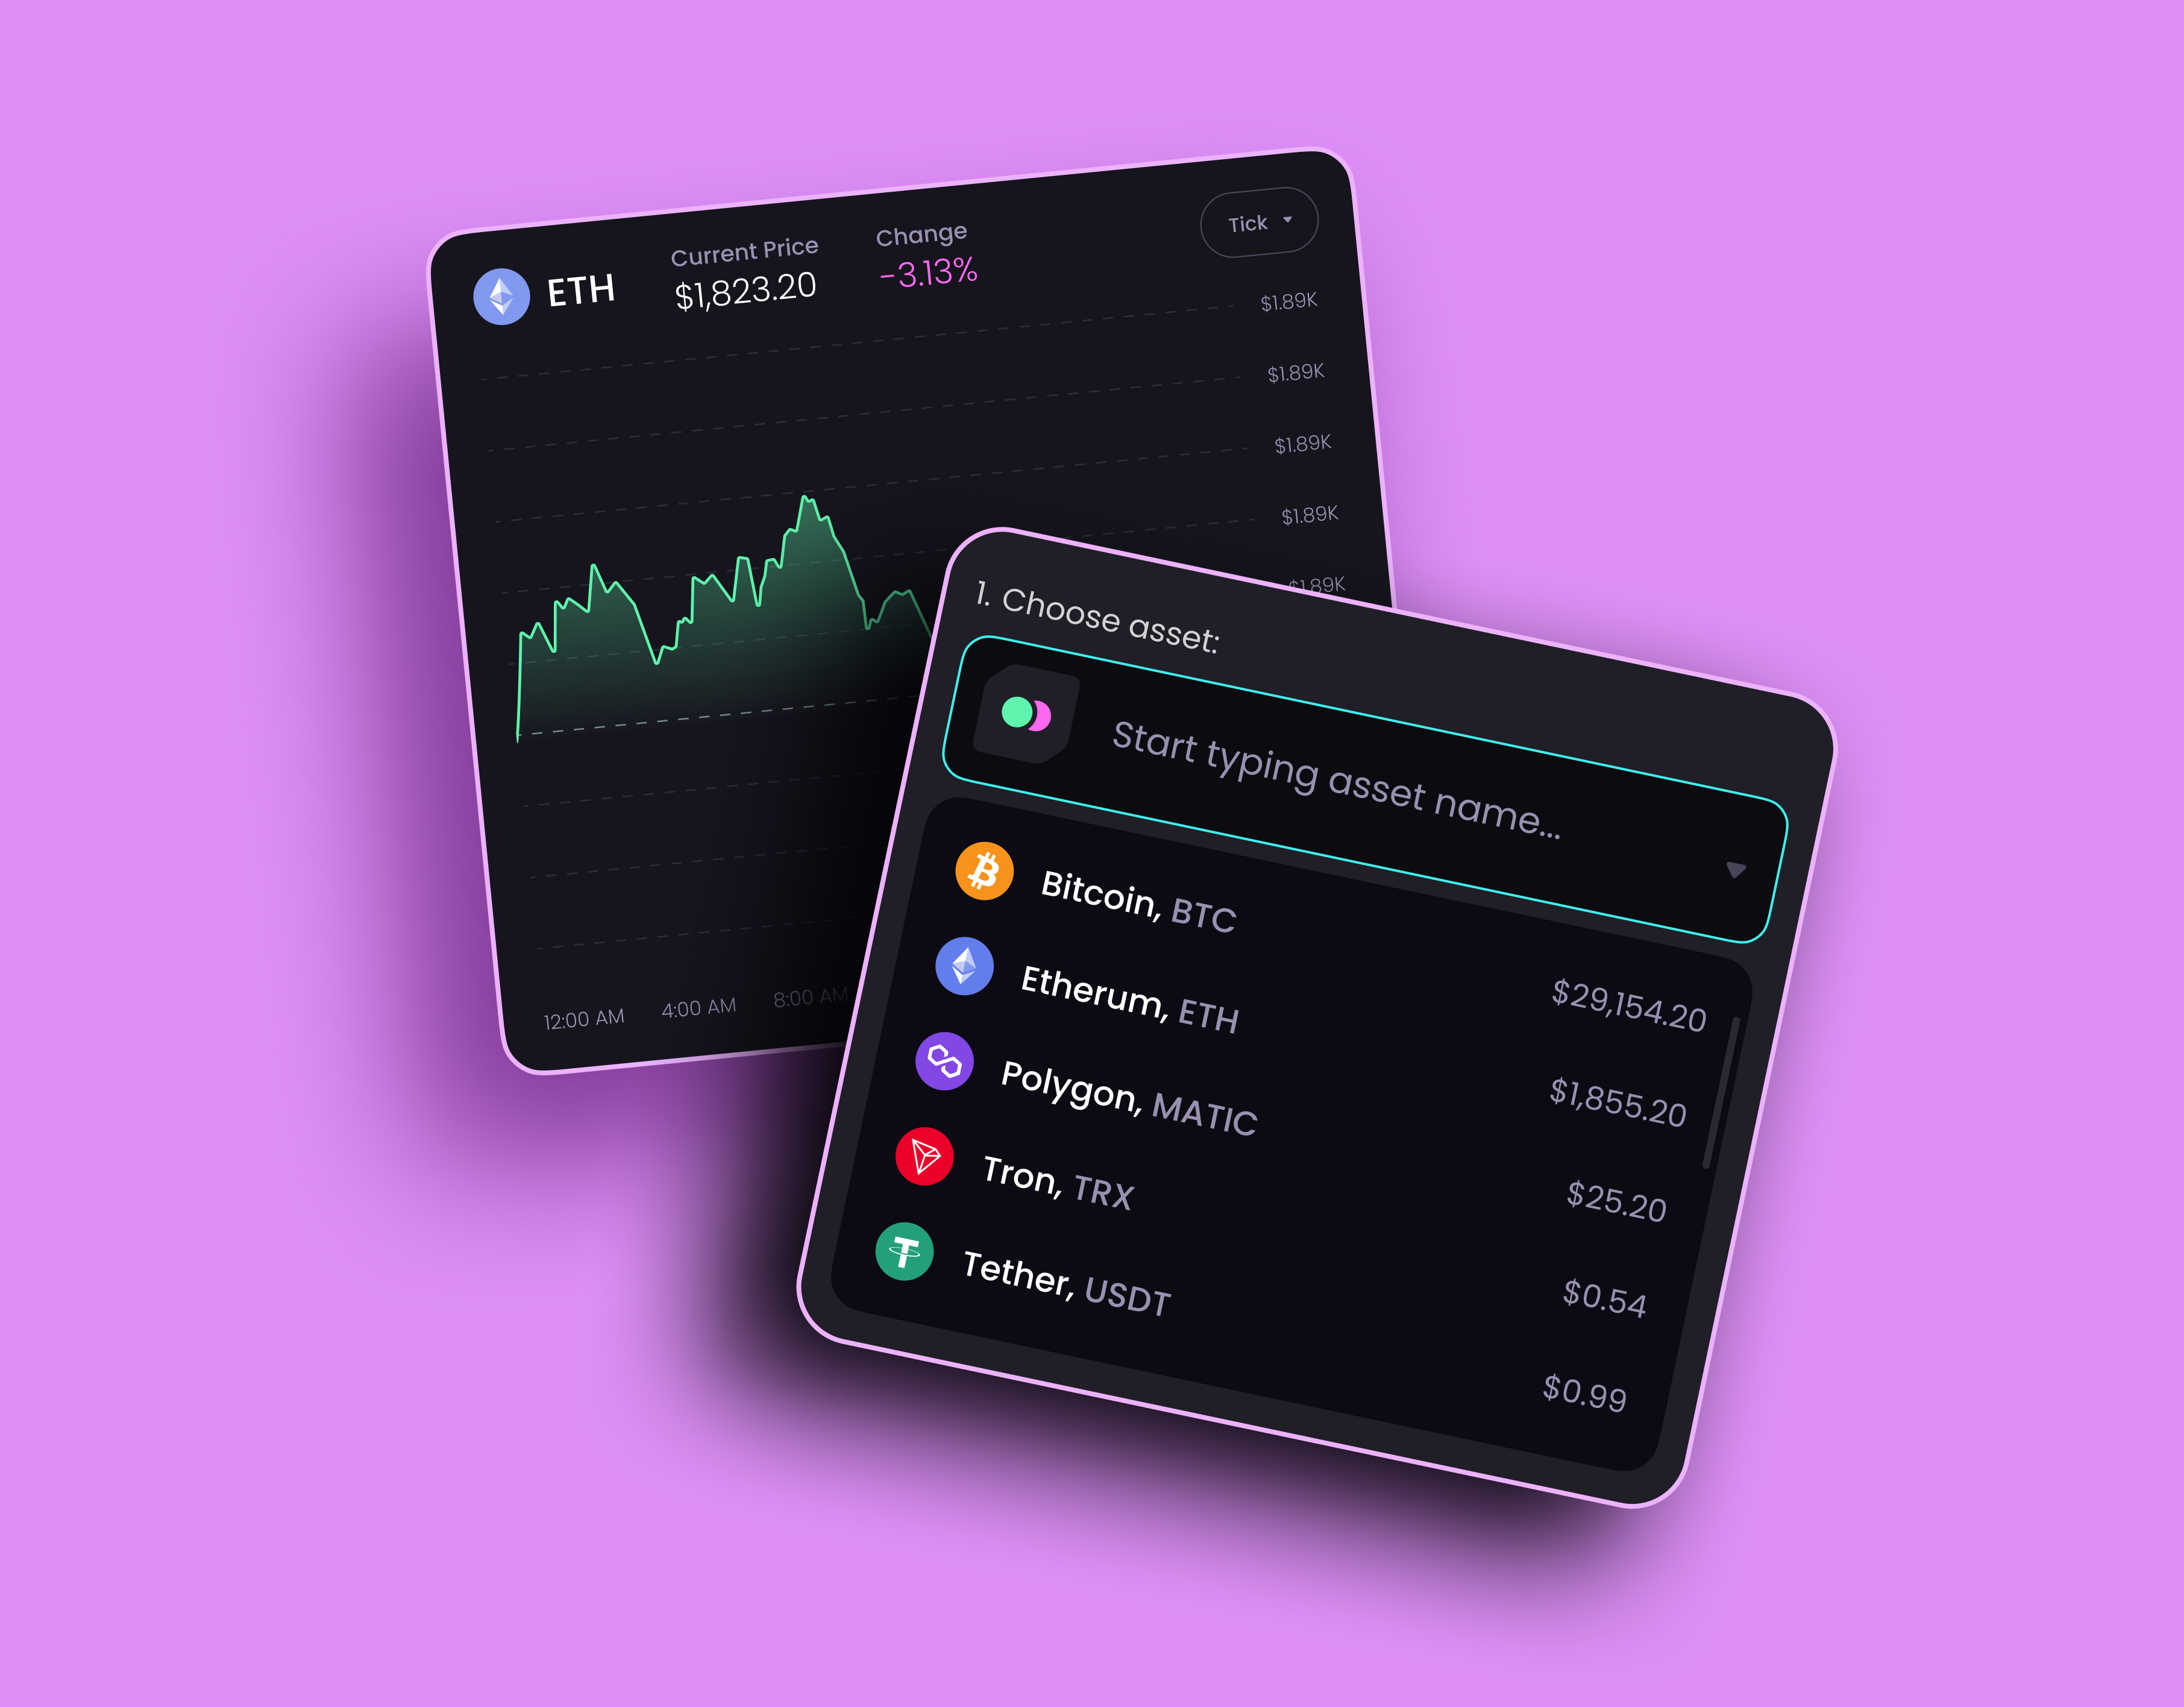 ETH
Current Price
$1,823.20
Change
-3.13%
Tick
$1.89K
$1.89K
$1.89K
$1.89K
$1.89K
12:00 AM 4:00 AM 8:00 AM
1. Choose asset:
Start typing asset name...
Bitcoin, BTC $29,154.20
Etherum, ETH $1,855.20
Polygon, MATIC $25.20
Tron, TRX $0.54
Tether, USDT $0.99